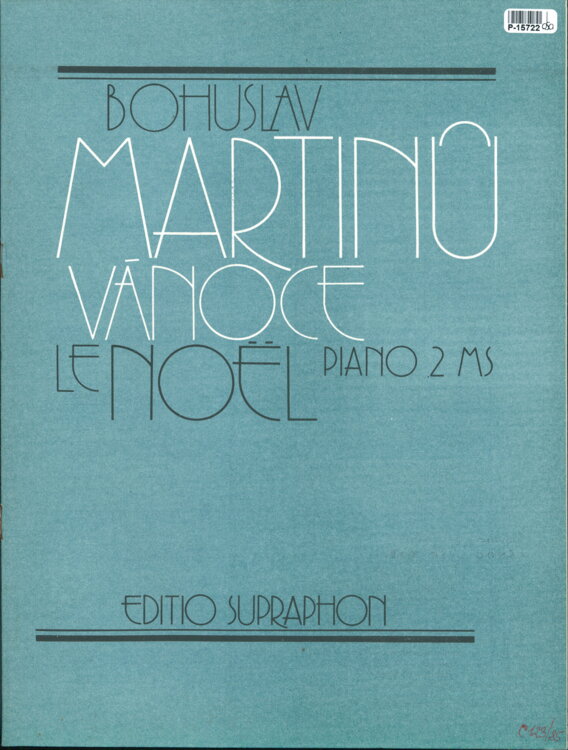 P-15722
BOHUSLAV
MARTINŮ
VÁNOCE
LE NOËL PIANO 2 MS
EDITIO SUPRAPHON